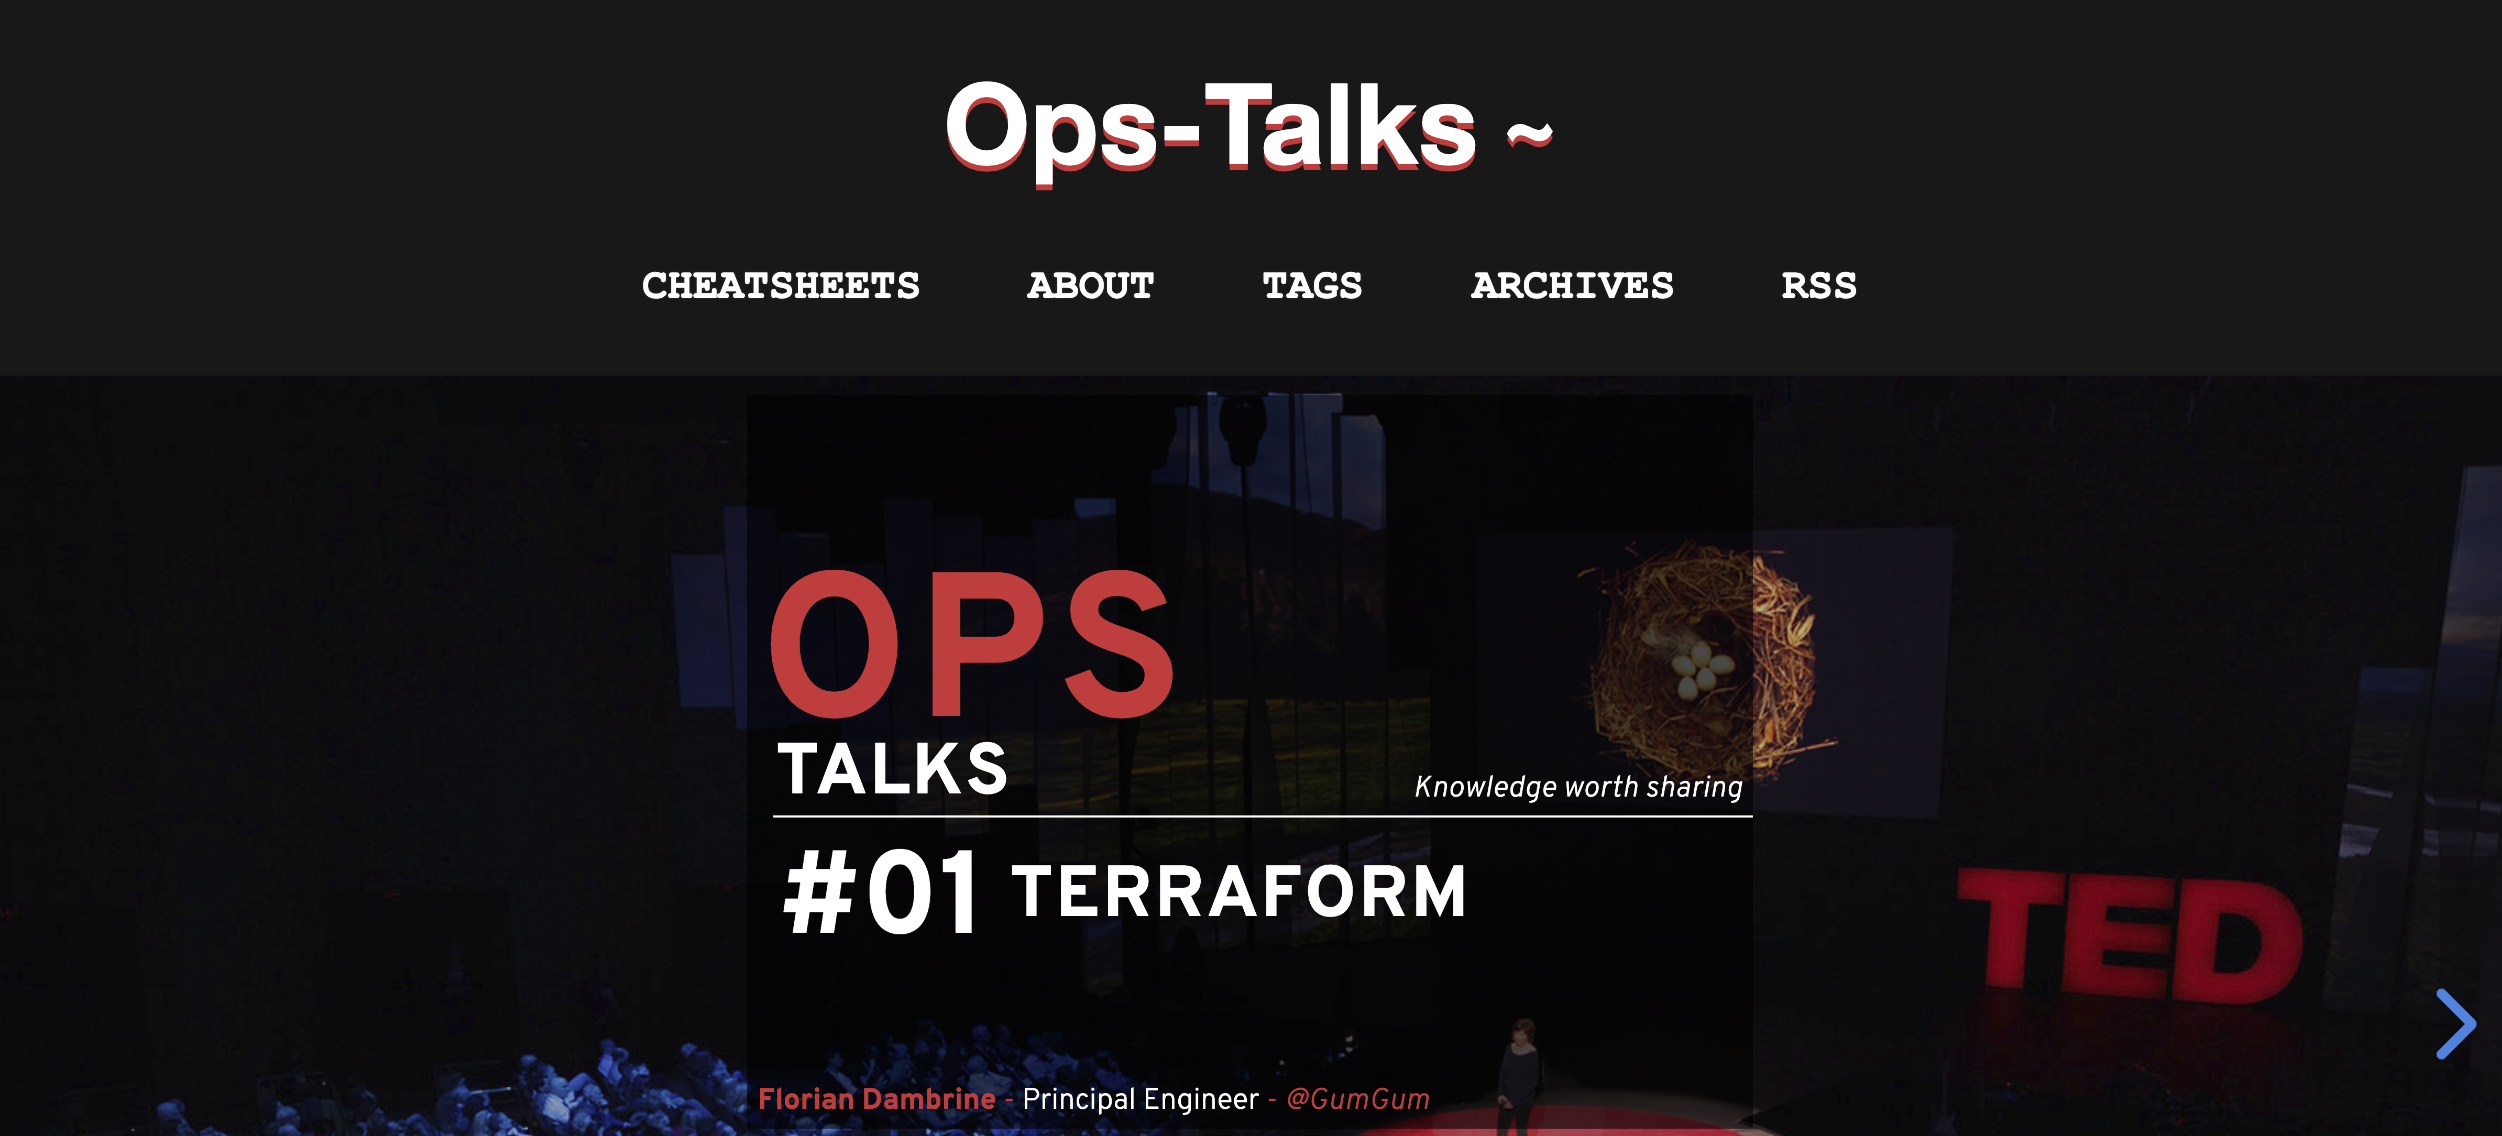 Ops-Talks ~
CHEATSHEETS ABOUT TAGS ARCHIVES RSS
OPS
TALKS
Knowledge worth sharing
#01 TERRAFORM
TED
Florian Dambrine - Principal Engineer - @GumGum